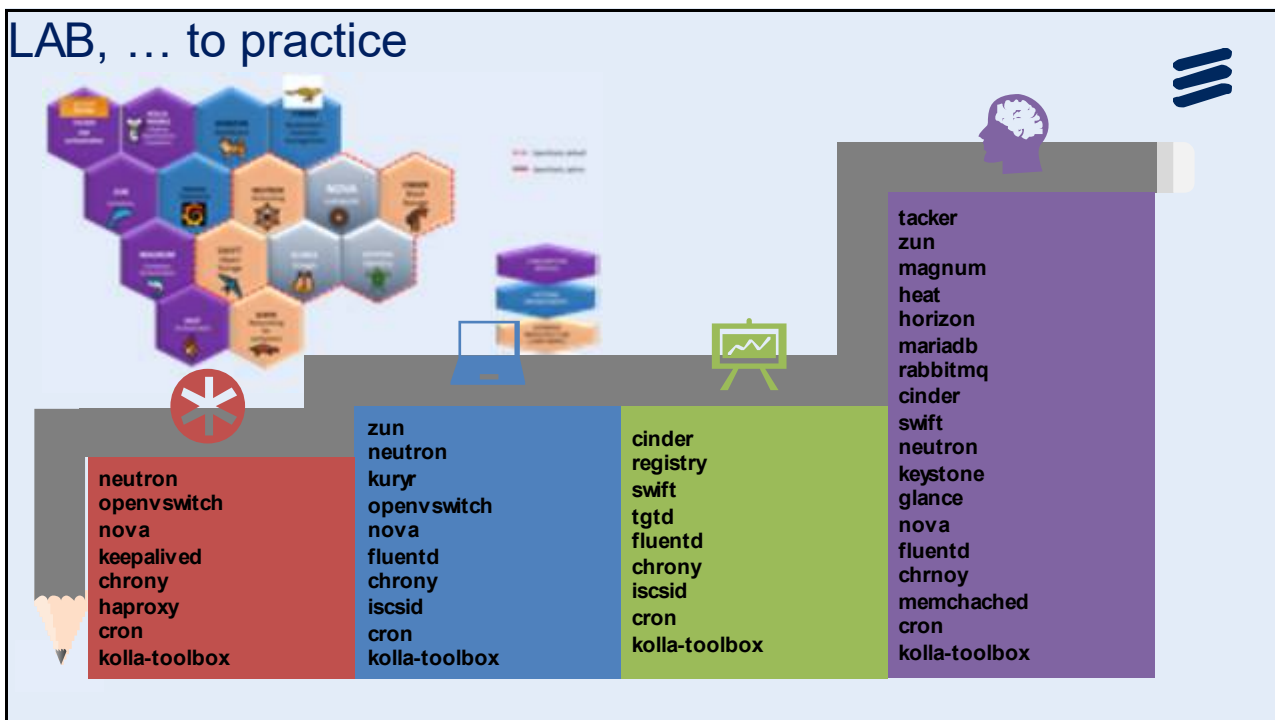 LAB, … to practice
NOVA
neutron
openvswitch
nova
keepalived
chrony
haproxy
cron
kolla-toolbox
zun
neutron
kuryr
openvswitch
nova
fluentd
chrony
iscsid
cron
kolla-toolbox
cinder
registry
swift
tgtd
fluentd
chrony
iscsid
cron
kolla-toolbox
tacker
zun
magnum
heat
horizon
mariadb
rabbitmq
cinder
swift
neutron
keystone
glance
nova
fluentd
chrnoy
memchached
cron
kolla-toolbox